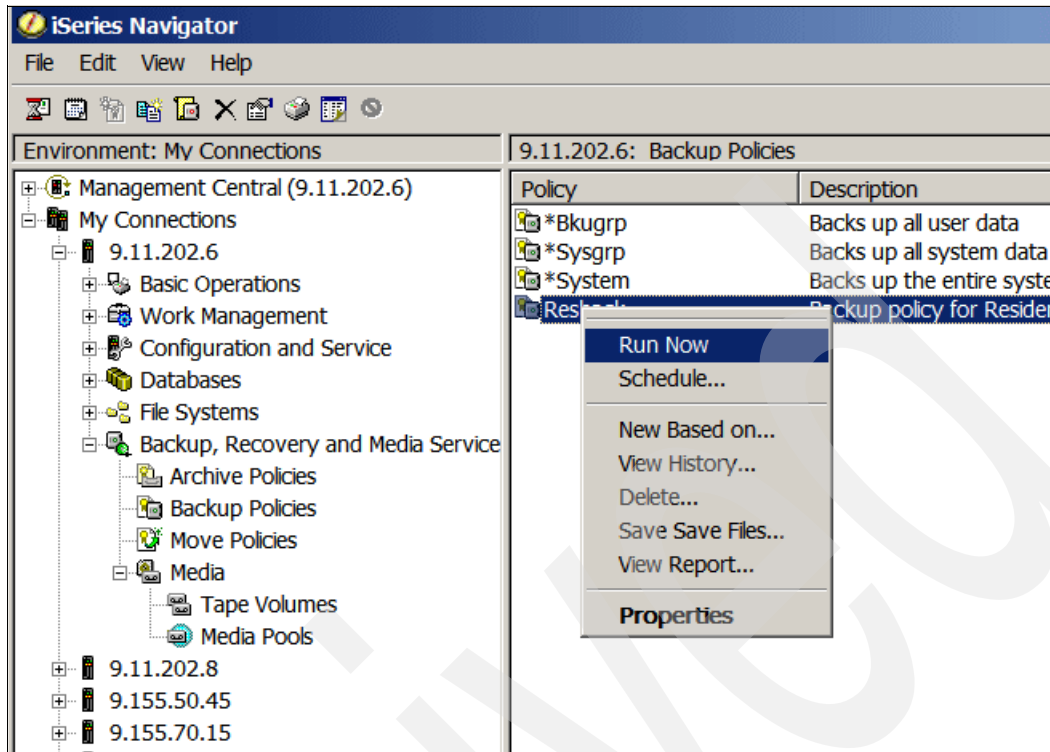 iSeries Navigator
File Edit View Help
Environment: My Connections
9.11.202.6: Backup Policies
Management Central (9.11.202.6)
My Connections
9.11.202.6
Basic Operations
Work Management
Configuration and Service
Databases
File Systems
Backup, Recovery and Media Service
Archive Policies
Backup Policies
Move Policies
Media
Tape Volumes
Media Pools
9.11.202.8
9.155.50.45
9.155.70.15
Policy Description
*Bkugrp Backs up all user data
*Sysgrp Backs up all system data
*System Backs up the entire syste
Backup policy for Resider
Run Now
Schedule...
New Based on...
View History...
Delete...
Save Save Files...
View Report...
Properties